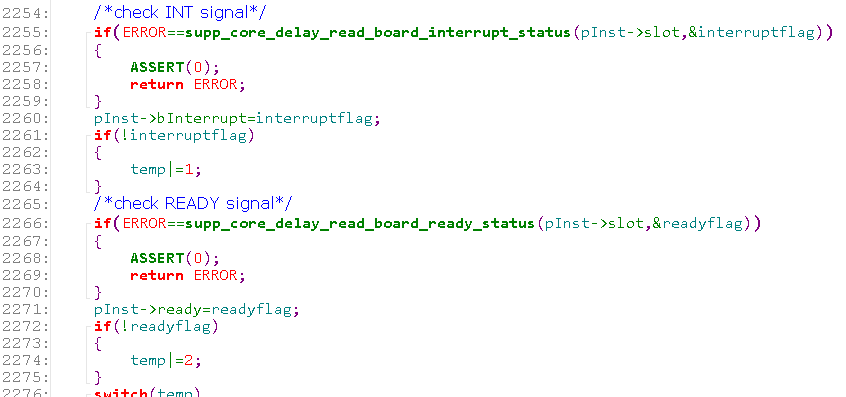 2254: /*check INT signal*/
2255: if(ERROR==supp_core_delay_read_board_interrupt_status(pInst->slot,&interruptflag))
2256: {
2257: ASSERT(0);
2258: return ERROR;
2259: }
2260: pInst->bInterrupt=interruptflag;
2261: if(!interruptflag)
2262: {
2263: temp|=1;
2264: }
2265: /*check READY signal*/
2266: if(ERROR==supp_core_delay_read_board_ready_status(pInst->slot,&readyflag))
2267: {
2268: ASSERT(0);
2269: return ERROR;
2270: }
2271: pInst->ready=readyflag;
2272: if(!readyflag)
2273: {
2274: temp|=2;
2275: }
2276: switch(temp)